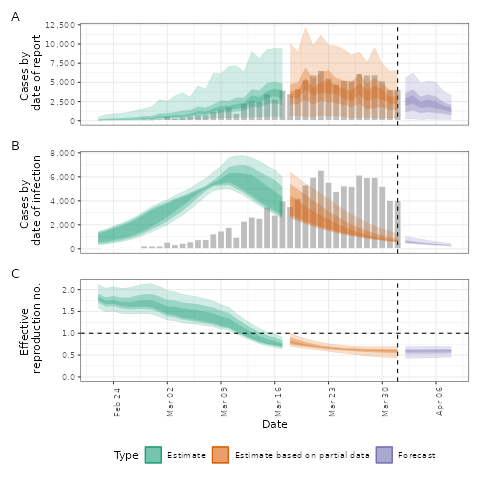 A
12,500
10,000
7,500
5,000
2,500
0
Cases by
date of report
B
8,000
6,000
4,000
2,000
0
Cases by
date of infection
C
2.0
1.5
1.0
0.5
0.0
Effective
reproduction no.
Feb 24
Mar 02
Mar 09
Mar 16
Mar 23
Mar 30
Apr 06
Date
Type Estimate Estimate based on partial data Forecast